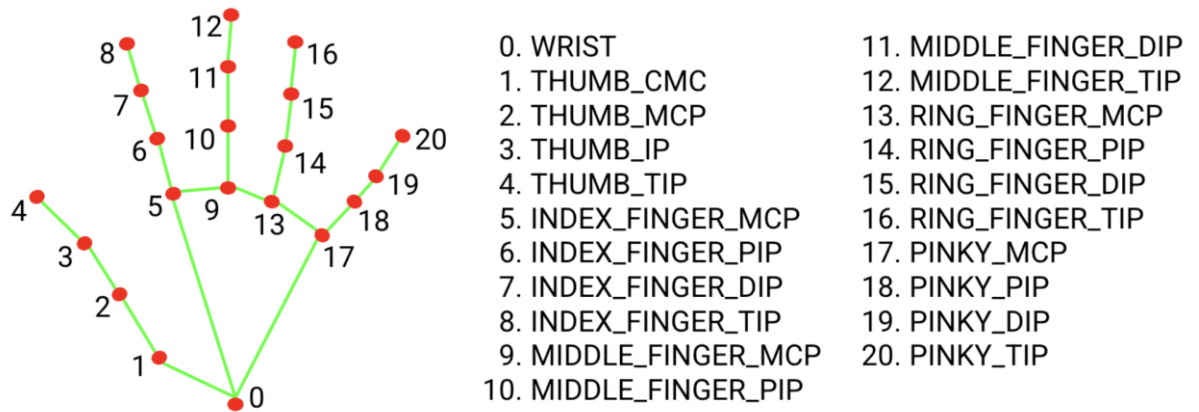 12
8
16
11
7
15
10
20
6
14
19
4
5
9
13
18
3
17
2
1
0
0. WRIST
1. THUMB_CMC
2. THUMB_MCP
3. THUMB_IP
4. THUMB_TIP
5. INDEX_FINGER_MCP
6. INDEX_FINGER_PIP
7. INDEX_FINGER_DIP
8. INDEX_FINGER_TIP
9. MIDDLE_FINGER_MCP
10. MIDDLE_FINGER_PIP
11. MIDDLE_FINGER_DIP
12. MIDDLE_FINGER_TIP
13. RING_FINGER_MCP
14. RING_FINGER_PIP
15. RING_FINGER_DIP
16. RING_FINGER_TIP
17. PINKY_MCP
18. PINKY_PIP
19. PINKY_DIP
20. PINKY_TIP